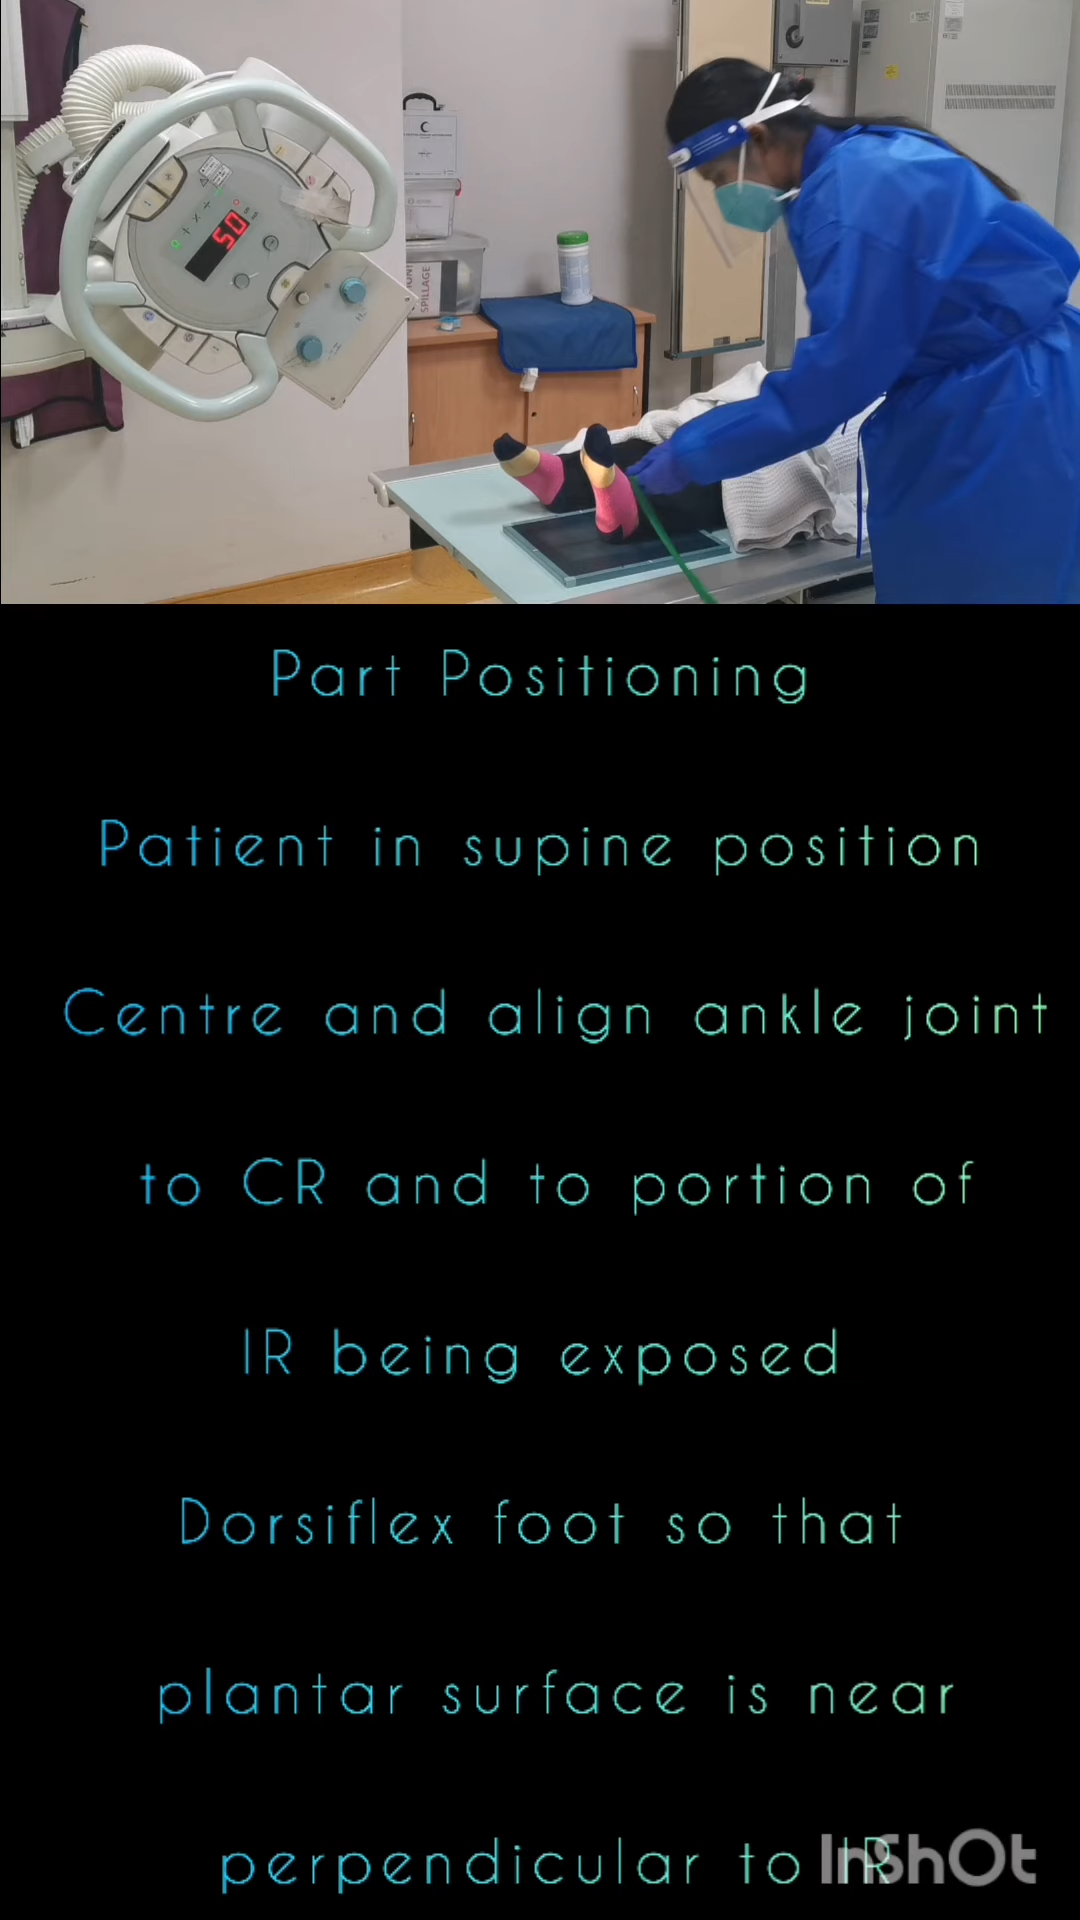 50
SPILLAGE
Part Positioning
Patient in supine position
Centre and align ankle joint
to CR and to portion of
IR being exposed
Dorsiflex foot so that
plantar surface is near
perpendicular to IR
InShOt